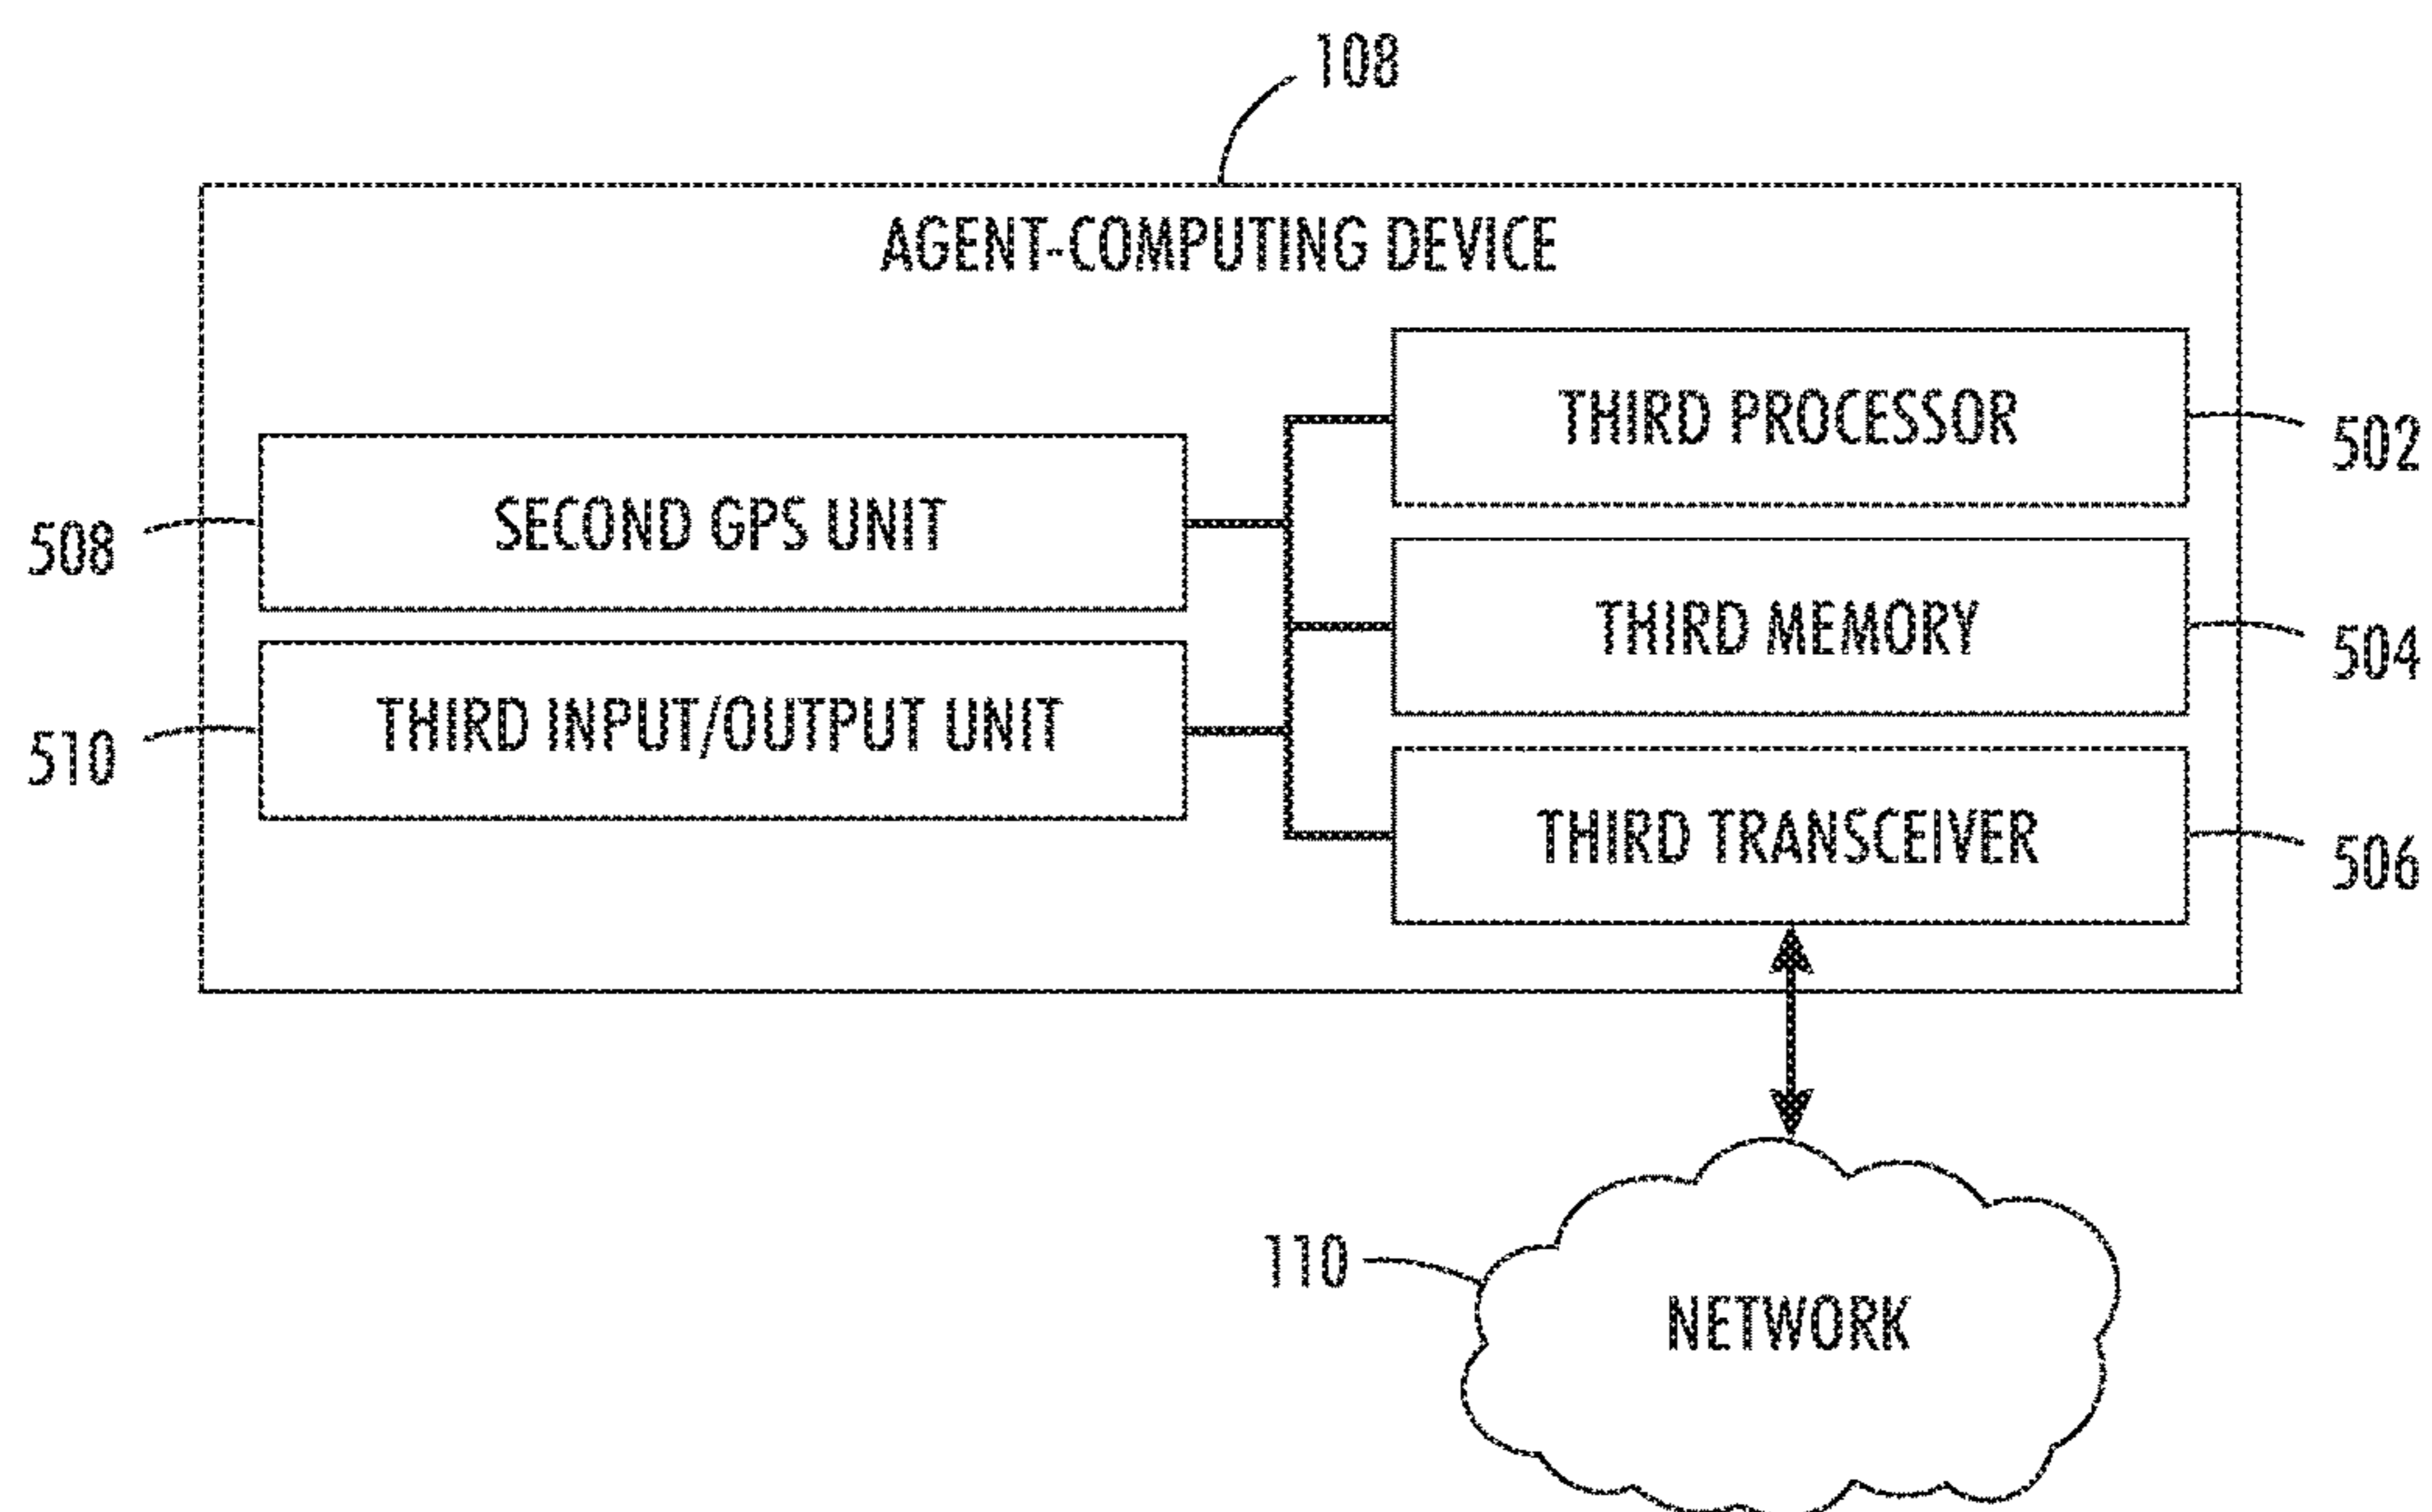 108
AGENT-COMPUTING DEVICE
THIRD PROCESSOR
502
SECOND GPS UNIT
508
THIRD MEMORY
504
THIRD INPUT/OUTPUT UNIT
510
THIRD TRANSCEIVER
506
110
NETWORK